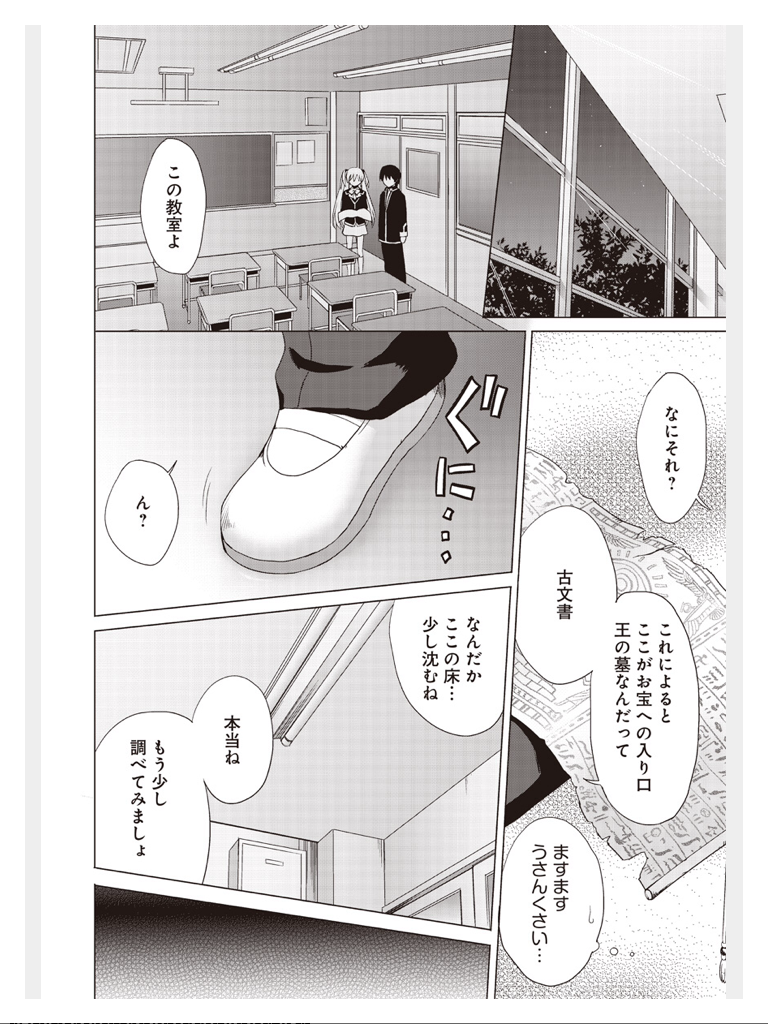 この教室よ
なにそれ?
古文書
これによると
ここがお宝への入り口
王の墓なんだって
ますます
うさんくさい…
ぐに…
ん?
なんだか
ここの床…
少し沈むね
本当ね
もう少し
調べてみましょ